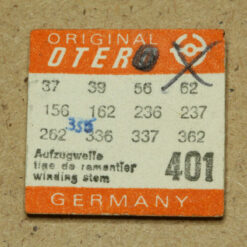 ORIGINAL
OTERO
37 39 56 62
156 162 236 237
262 336 337 362
355
Aufzugwelle
tige de remontier
winding stem
401
GERMANY